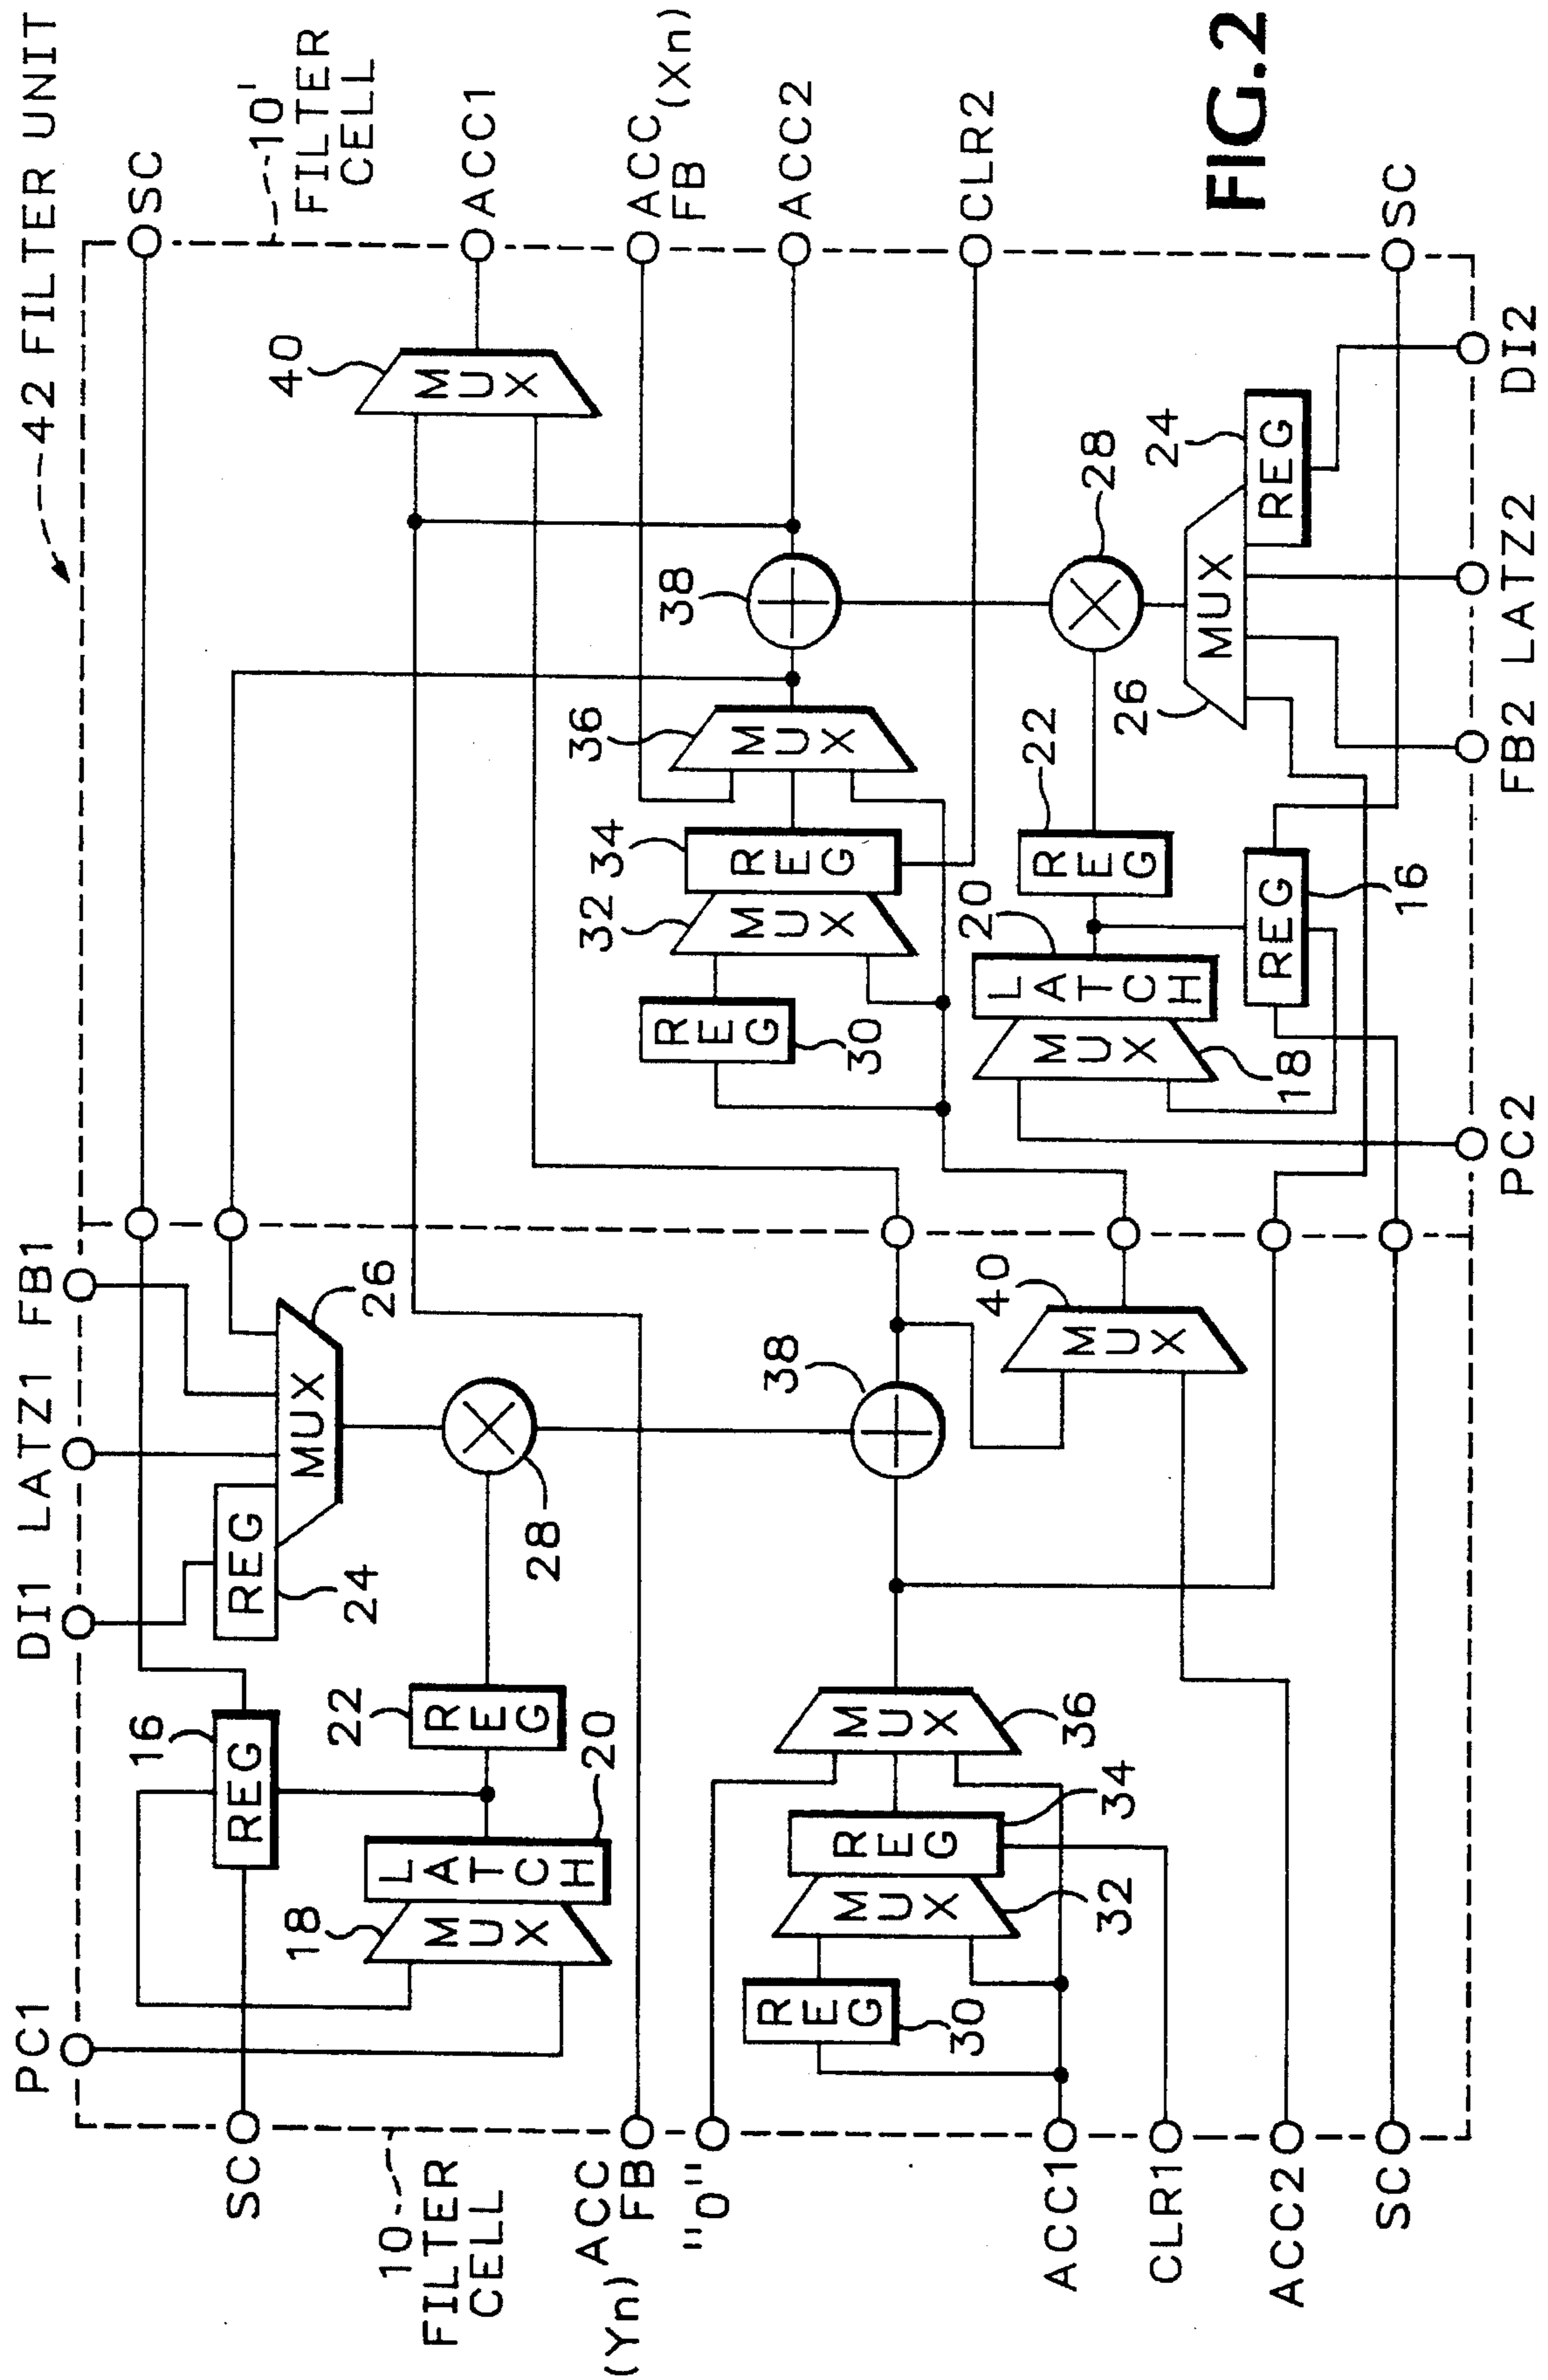 42 FILTER UNIT
10'
FILTER
CELL
SC
ACC1
ACC
FB (Xn)
ACC2
CLR2
SC
FIG.2
40
MUX
38
36
MUX
34
REG
32
MUX
REG
30
28
24
REG
MUX
26
22
REG
20
LATCH
MUX
18
REG
16
DI2
LATZ2
FB2
PC2
DI1 LATZ1 FB1
MUX
26
REG
24
28
38
40
MUX
16
REG
22
REG
20
LATCH
18
MUX
36
MUX
34
REG
MUX
32
REG
30
PC1
SC
10
FILTER
CELL
(Yn) ACC
FB
"0"
ACC1
CLR1
ACC2
SC